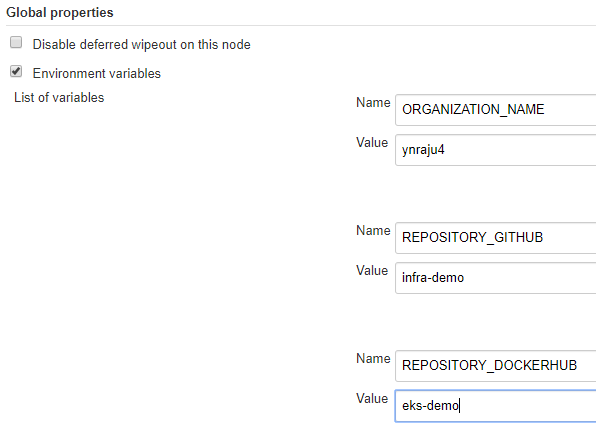 Global properties
Disable deferred wipeout on this node
Environment variables
List of variables
Name ORGANIZATION_NAME
Value ynraju4
Name REPOSITORY_GITHUB
Value infra-demo
Name REPOSITORY_DOCKERHUB
Value eks-demo